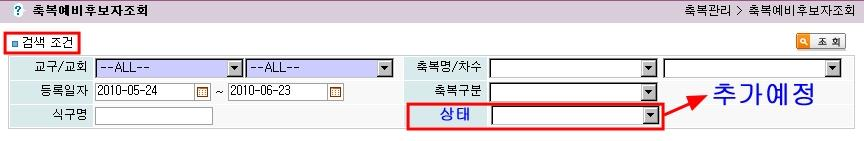 축복예비후보자조회 축복관리 > 축복예비후보자조회
검색 조건 조 회
교구/교회 --ALL-- --ALL-- 축복명/차수
등록일자 2010-05-24 ~ 2010-06-23 축복구분
식구명 상태 추가예정